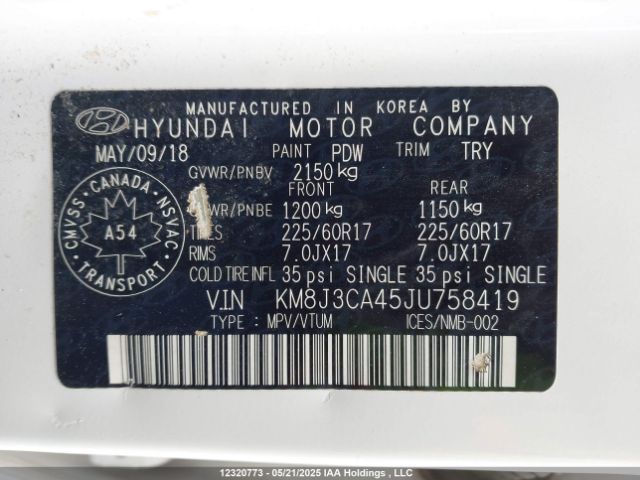 MANUFACTURED IN KOREA BY
HYUNDAI MOTOR COMPANY
MAY/09/18 PAINT PDW TRIM TRY
GVWR/PNBV 2150 kg
FRONT REAR
WR/PNBE 1200 kg 1150 kg
225/60R17 225/60R17
RIMS 7.0JX17 7.0JX17
COLD TIRE INFL 35 psi SINGLE 35 psi SINGLE
VIN KM8J3CA45JU758419
TYPE : MPV/VTUM ICES/NMB-002
CANADA
CMVSS
NSVAC
A54
TRANSPORT
12320773 - 05/21/2025 IAA Holdings , LLC